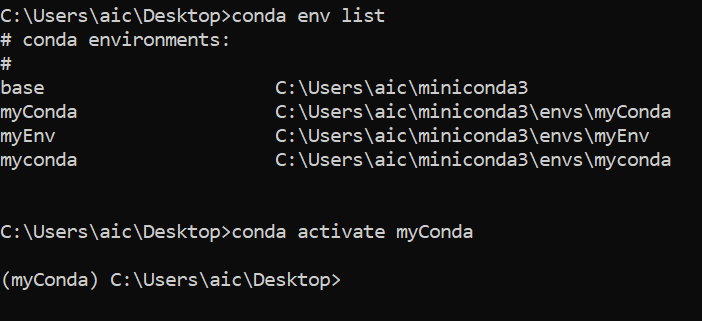 C:\Users\aic\Desktop>conda env list
# conda environments:
#
base                     C:\Users\aic\miniconda3
myConda                  C:\Users\aic\miniconda3\envs\myConda
myEnv                    C:\Users\aic\miniconda3\envs\myEnv
myconda                  C:\Users\aic\miniconda3\envs\myconda
C:\Users\aic\Desktop>conda activate myConda
(myConda) C:\Users\aic\Desktop>